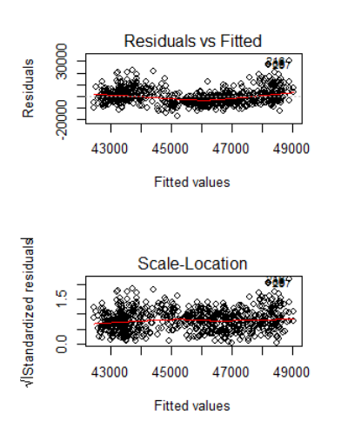 Residuals vs Fitted
Residuals
30000
-20000
43000 45000 47000 49000
Fitted values
Scale-Location
√|Standardized residuals|
1.5
0.0
43000 45000 47000 49000
Fitted values